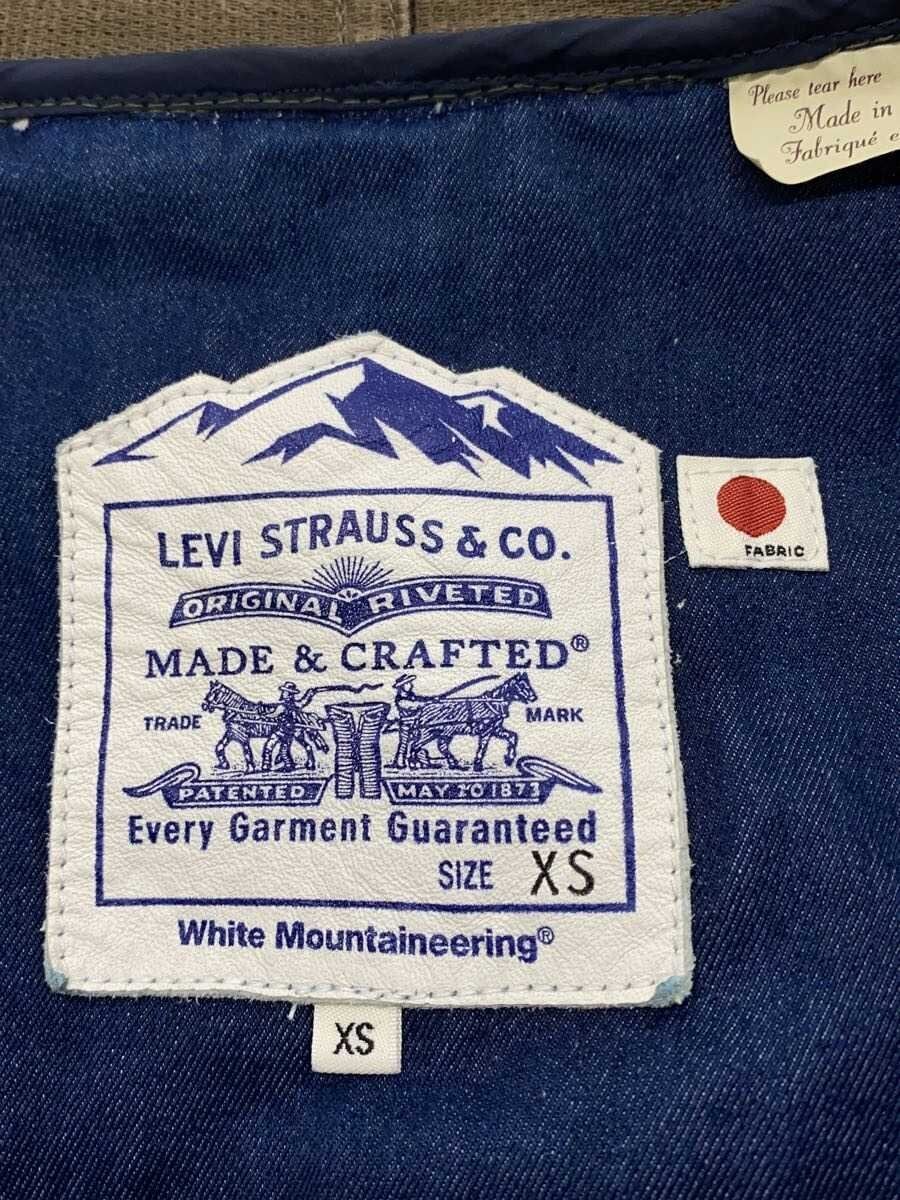 Please tear here
Made in
Fabriqué e
LEVI STRAUSS & CO.
ORIGINAL RIVETED
MADE & CRAFTED®
TRADE MARK
PATENTED MAY 20 1873
Every Garment Guaranteed
SIZE XS
White Mountaineering®
XS
FABRIC